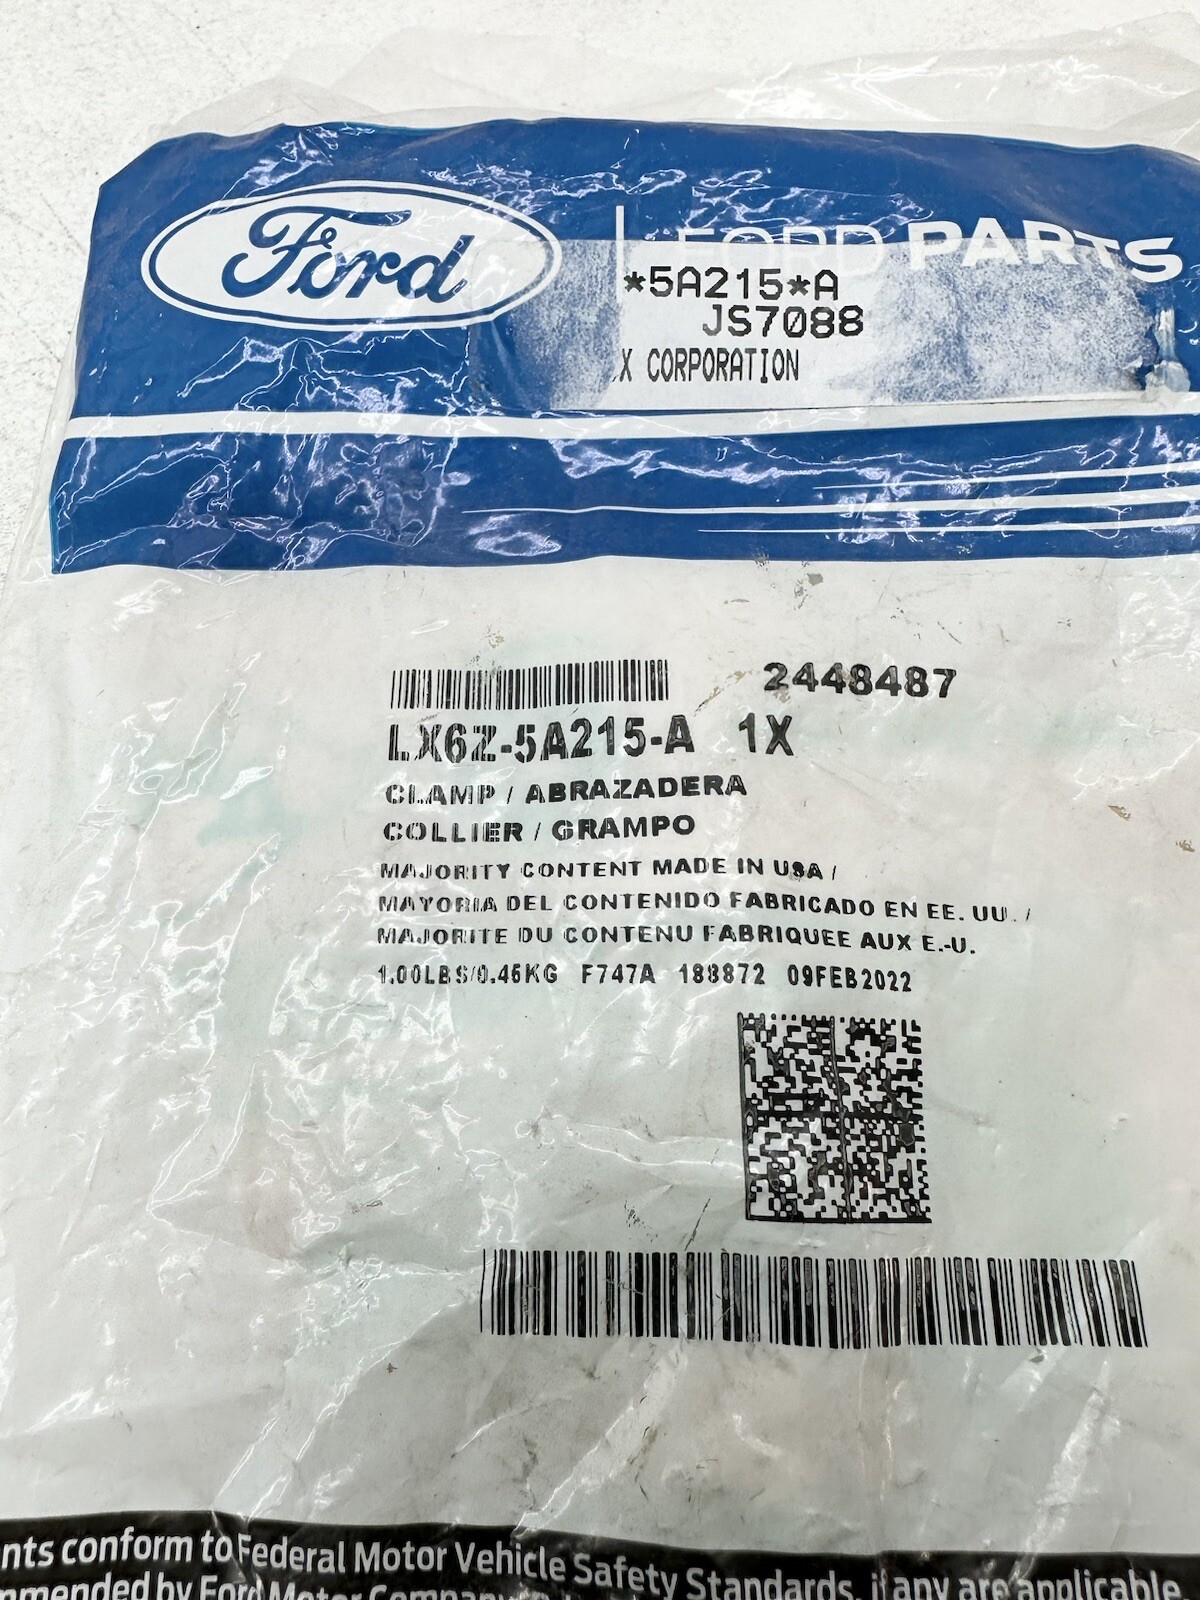 Ford
FORD PARTS
*5A215*A
JS7088
X CORPORATION
2448487
LX6Z-5A215-A 1X
CLAMP / ABRAZADERA
COLLIER / GRAMPO
MAJORITY CONTENT MADE IN USA /
MAYORIA DEL CONTENIDO FABRICADO EN EE. UU. /
MAJORITE DU CONTENU FABRIQUEE AUX E.-U.
1.00LBS/0.45KG F747A 188872 09FEB2022
nts conform to Federal Motor Vehicle Safety Standards, if any are applicable
mmended by Ford Motor Company